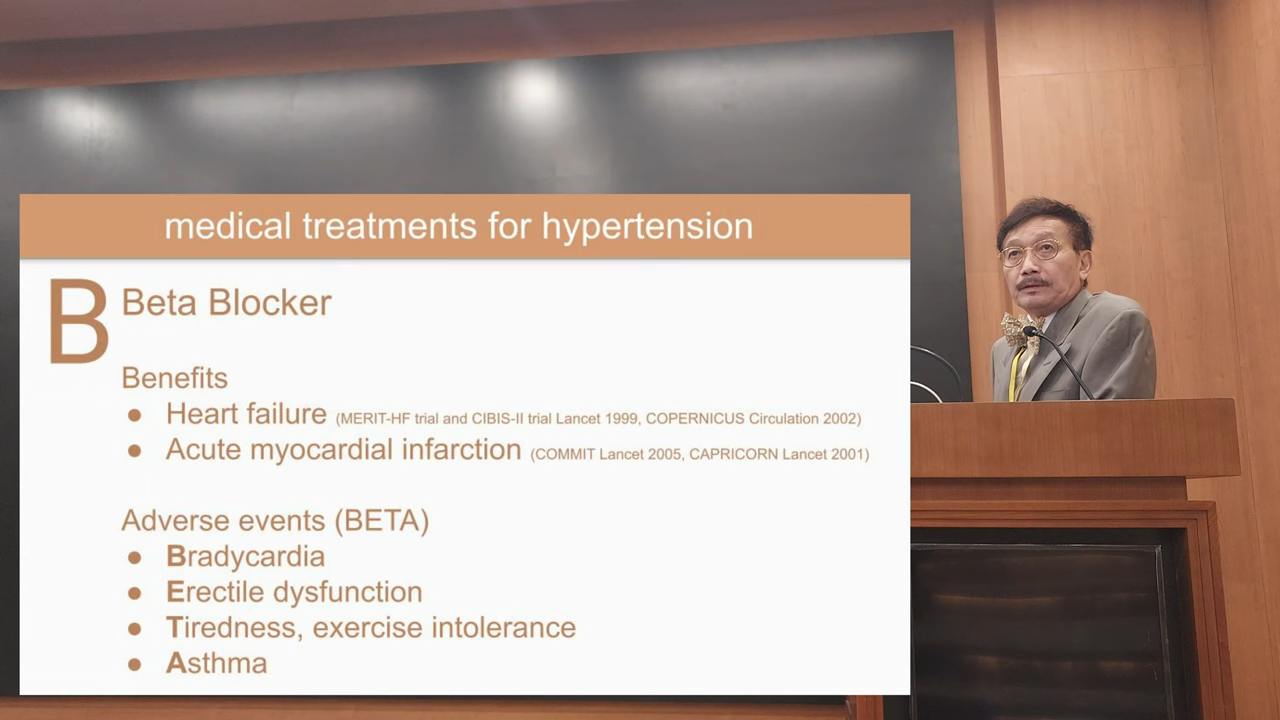 medical treatments for hypertension
B Beta Blocker
Benefits
● Heart failure (MERIT-HF trial and CIBIS-II trial Lancet 1999, COPERNICUS Circulation 2002)
● Acute myocardial infarction (COMMIT Lancet 2005, CAPRICORN Lancet 2001)
Adverse events (BETA)
● Bradycardia
● Erectile dysfunction
● Tiredness, exercise intolerance
● Asthma